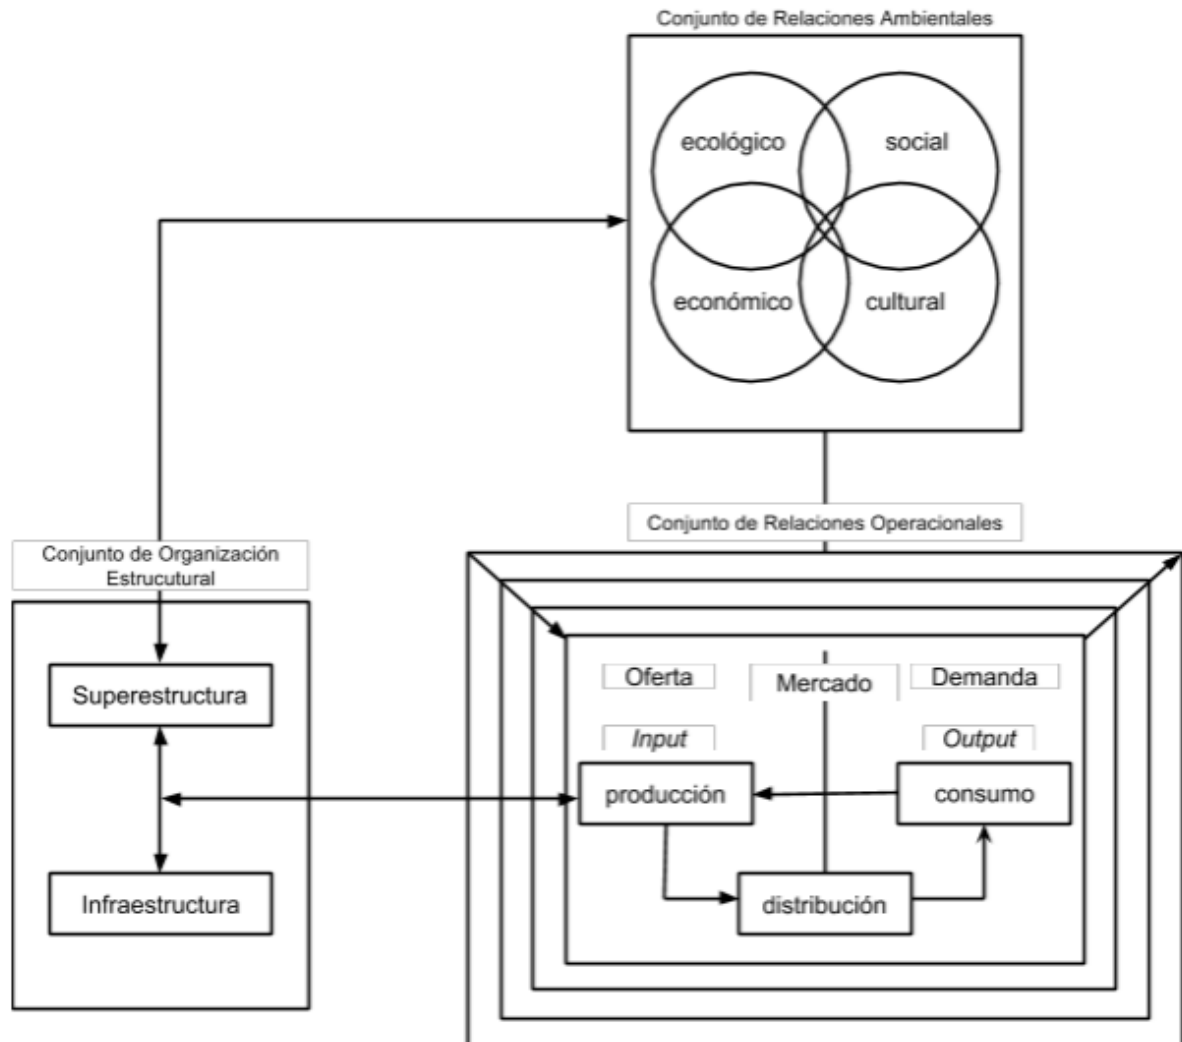 Conjunto de Relaciones Ambientales
ecológico
social
económico
cultural
Conjunto de Relaciones Operacionales
Conjunto de Organización
Estrucutural
Superestructura
Infraestructura
Oferta
Mercado
Demanda
Input
Output
producción
consumo
distribución